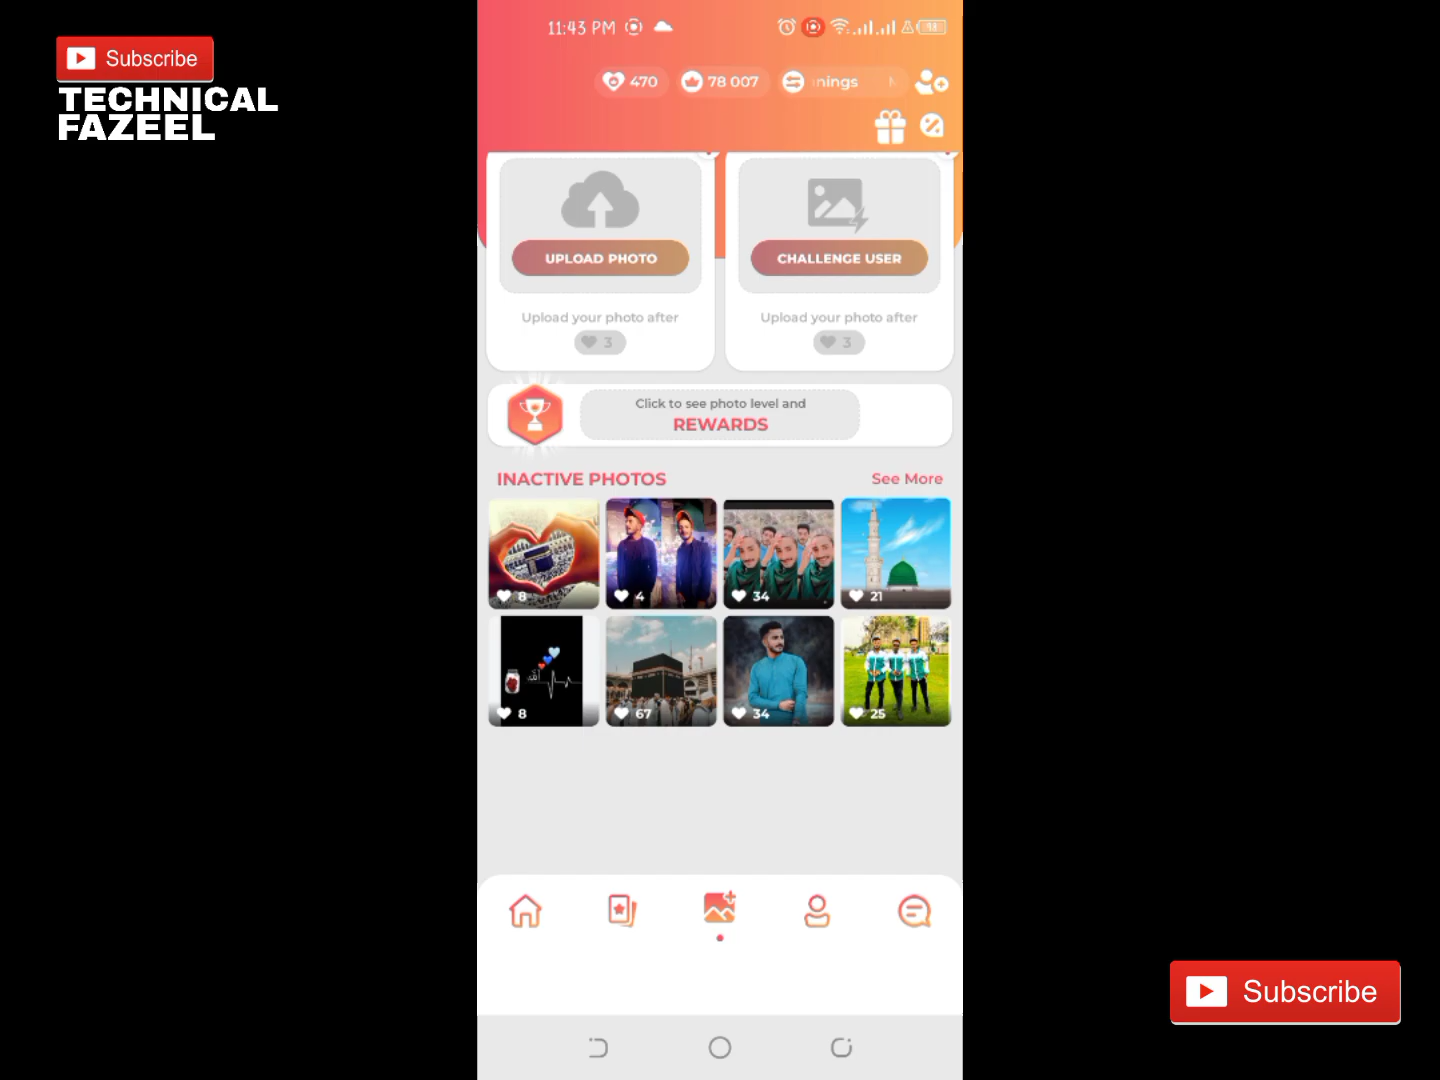 Subscribe
TECHNICAL
FAZEEL
11:43 PM
18
470
78 007
nings
UPLOAD PHOTO
CHALLENGE USER
Upload your photo after
Upload your photo after
3
3
Click to see photo level and
REWARDS
INACTIVE PHOTOS
See More
8
4
34
21
8
67
34
25
Subscribe